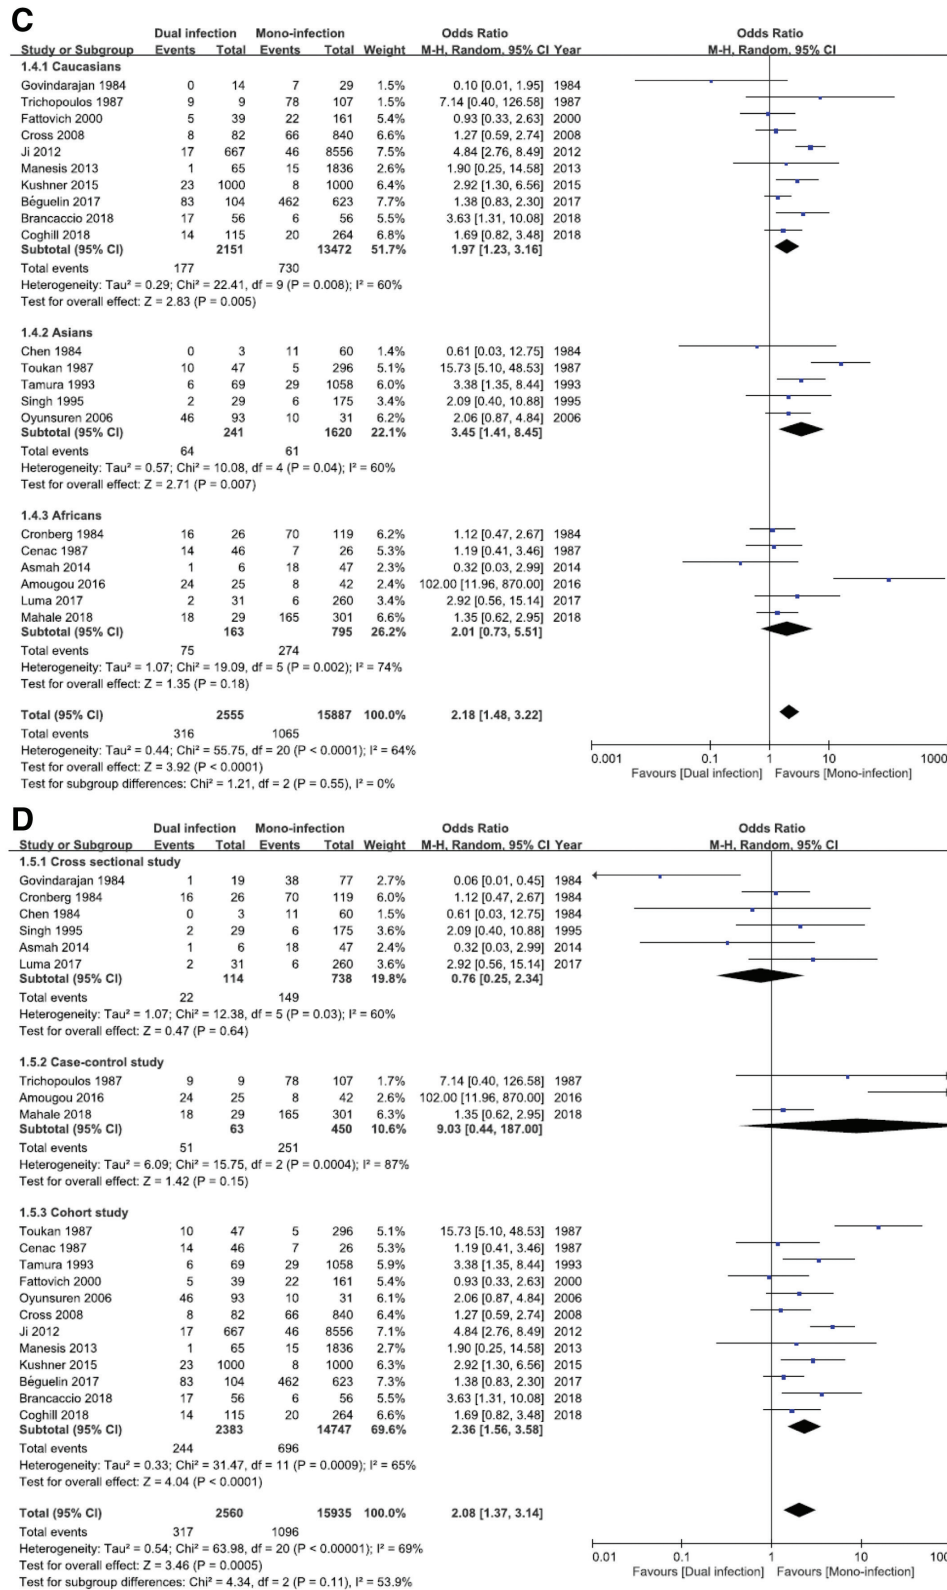 C
Dual infection Mono-infection Odds Ratio Odds Ratio
Study or Subgroup Events Total Events Total Weight M-H, Random, 95% CI Year M-H, Random, 95% CI
1.4.1 Caucasians
Govindarajan 1984 0 14 7 29 1.5% 0.10 [0.01, 1.95] 1984
Trichopoulos 1987 9 9 78 107 1.5% 7.14 [0.40, 126.58] 1987
Fattovich 2000 5 39 22 161 5.4% 0.93 [0.33, 2.63] 2000
Cross 2008 8 82 66 840 6.6% 1.27 [0.59, 2.74] 2008
Ji 2012 17 667 46 8556 7.5% 4.84 [2.76, 8.49] 2012
Manesis 2013 1 65 15 1836 2.6% 1.90 [0.25, 14.58] 2013
Kushner 2015 23 1000 8 1000 6.4% 2.92 [1.30, 6.56] 2015
Béguelin 2017 83 104 462 623 7.7% 1.38 [0.83, 2.30] 2017
Brancaccio 2018 17 56 6 56 5.6% 3.63 [1.31, 10.08] 2018
Coghill 2018 14 115 20 264 6.8% 1.69 [0.82, 3.48] 2018
Subtotal (95% CI) 2151 13472 51.7% 1.97 [1.23, 3.16]
Total events 177 730
Heterogeneity: Tau² = 0.29; Chi² = 22.41, df = 9 (P = 0.008); I² = 60%
Test for overall effect: Z = 2.83 (P = 0.005)
1.4.2 Asians
Chen 1984 0 3 11 60 1.4% 0.61 [0.03, 12.75] 1984
Toukan 1987 10 47 5 296 5.1% 15.73 [5.10, 48.53] 1987
Tamura 1993 6 69 29 1058 6.0% 3.38 [1.35, 8.44] 1993
Singh 1995 2 29 6 175 3.4% 2.09 [0.40, 10.88] 1995
Oyunsuren 2006 46 93 10 31 6.2% 2.06 [0.87, 4.84] 2006
Subtotal (95% CI) 241 1620 22.1% 3.45 [1.41, 8.45]
Total events 64 61
Heterogeneity: Tau² = 0.57; Chi² = 10.08, df = 4 (P = 0.04); I² = 60%
Test for overall effect: Z = 2.71 (P = 0.007)
1.4.3 Africans
Cronberg 1984 16 26 70 119 6.2% 1.12 [0.47, 2.67] 1984
Cenac 1987 14 46 7 26 5.3% 1.19 [0.41, 3.46] 1987
Asmah 2014 1 6 18 47 2.3% 0.32 [0.03, 2.99] 2014
Amougou 2016 24 25 8 42 2.4% 102.00 [11.96, 870.00] 2016
Luma 2017 2 31 6 260 3.4% 2.92 [0.56, 15.14] 2017
Mahale 2018 18 29 165 301 6.6% 1.35 [0.62, 2.95] 2018
Subtotal (95% CI) 163 795 26.2% 2.01 [0.73, 5.51]
Total events 75 274
Heterogeneity: Tau² = 1.07; Chi² = 19.09, df = 5 (P = 0.002); I² = 74%
Test for overall effect: Z = 1.35 (P = 0.18)
Total (95% CI) 2555 15887 100.0% 2.18 [1.48, 3.22]
Total events 316 1065
Heterogeneity: Tau² = 0.44; Chi² = 55.75, df = 20 (P < 0.0001); I² = 64%
Test for overall effect: Z = 3.92 (P < 0.0001)
Test for subgroup differences: Chi² = 1.21, df = 2 (P = 0.55), I² = 0%
0.001 0.1 1 10 1000
Favours [Dual infection] Favours [Mono-infection]
D
Dual infection Mono-infection Odds Ratio Odds Ratio
Study or Subgroup Events Total Events Total Weight M-H, Random, 95% CI Year M-H, Random, 95% CI
1.5.1 Cross sectional study
Govindarajan 1984 1 19 38 77 2.7% 0.06 [0.01, 0.45] 1984
Cronberg 1984 16 26 70 119 6.0% 1.12 [0.47, 2.67] 1984
Chen 1984 0 3 11 60 1.6% 0.61 [0.03, 12.75] 1984
Singh 1995 2 29 6 175 3.6% 2.09 [0.40, 10.88] 1995
Asmah 2014 1 6 18 47 2.4% 0.32 [0.03, 2.99] 2014
Luma 2017 2 31 6 260 3.6% 2.92 [0.56, 15.14] 2017
Subtotal (95% CI) 114 738 19.8% 0.76 [0.25, 2.34]
Total events 22 149
Heterogeneity: Tau² = 1.07; Chi² = 12.38, df = 5 (P = 0.03); I² = 60%
Test for overall effect: Z = 0.47 (P = 0.64)
1.5.2 Case-control study
Trichopoulos 1987 9 9 78 107 1.7% 7.14 [0.40, 126.58] 1987
Amougou 2016 24 25 8 42 2.6% 102.00 [11.96, 870.00] 2016
Mahale 2018 18 29 165 301 6.3% 1.35 [0.62, 2.95] 2018
Subtotal (95% CI) 63 450 10.6% 9.03 [0.44, 187.00]
Total events 51 251
Heterogeneity: Tau² = 6.09; Chi² = 15.75, df = 2 (P = 0.0004); I² = 87%
Test for overall effect: Z = 1.42 (P = 0.15)
1.5.3 Cohort study
Toukan 1987 10 47 5 296 5.1% 15.73 [5.10, 48.53] 1987
Cenac 1987 14 46 7 26 5.3% 1.19 [0.41, 3.46] 1987
Tamura 1993 6 69 29 1058 5.9% 3.38 [1.35, 8.44] 1993
Fattovich 2000 5 39 22 161 5.4% 0.93 [0.33, 2.63] 2000
Oyunsuren 2006 46 93 10 31 6.1% 2.06 [0.87, 4.84] 2006
Cross 2008 8 82 66 840 6.4% 1.27 [0.59, 2.74] 2008
Ji 2012 17 667 46 8556 7.1% 4.84 [2.76, 8.49] 2012
Manesis 2013 1 65 15 1836 2.7% 1.90 [0.25, 14.58] 2013
Kushner 2015 23 1000 8 1000 6.3% 2.92 [1.30, 6.56] 2015
Béguelin 2017 83 104 462 623 7.2% 1.38 [0.83, 2.30] 2017
Brancaccio 2018 17 56 6 56 5.5% 3.63 [1.31, 10.08] 2018
Coghill 2018 14 115 20 264 6.6% 1.69 [0.82, 3.48] 2018
Subtotal (95% CI) 2383 14747 69.6% 2.36 [1.56, 3.58]
Total events 244 696
Heterogeneity: Tau² = 0.33; Chi² = 31.47, df = 11 (P = 0.0009); I² = 65%
Test for overall effect: Z = 4.04 (P < 0.0001)
Total (95% CI) 2560 15935 100.0% 2.08 [1.37, 3.14]
Total events 317 1096
Heterogeneity: Tau² = 0.54; Chi² = 63.98, df = 20 (P < 0.00001); I² = 69%
Test for overall effect: Z = 3.46 (P = 0.0005)
Test for subgroup differences: Chi² = 4.34, df = 2 (P = 0.11), I² = 53.9%
0.01 0.1 1 10 100
Favours [Dual infection] Favours [Mono-infection]